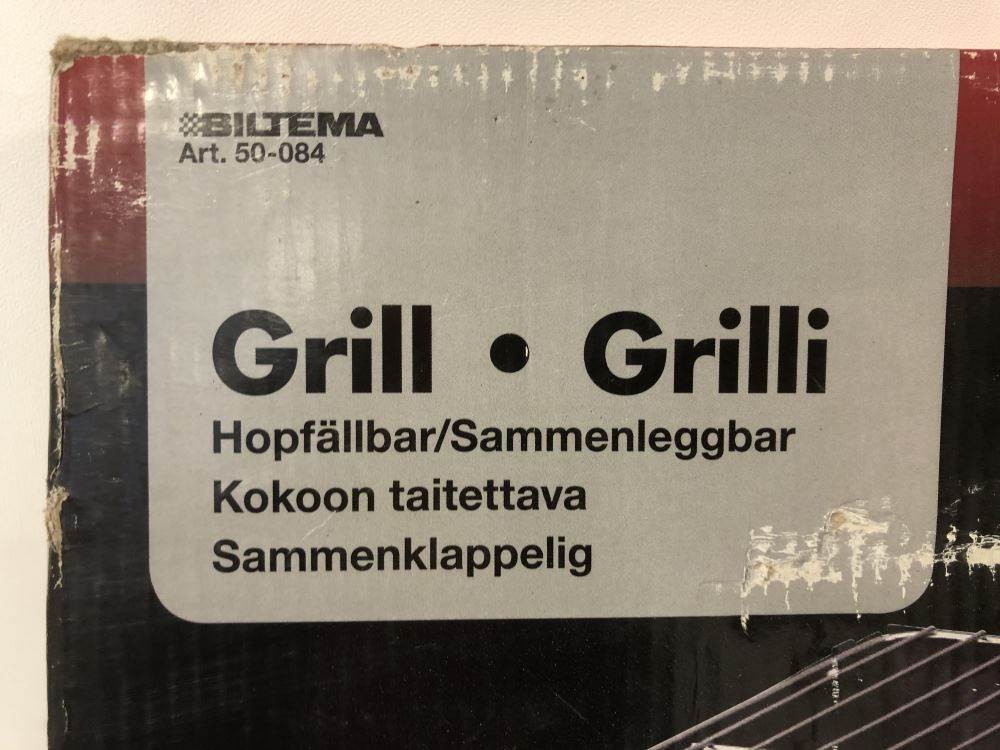 BILTEMA
Art. 50-084
Grill • Grilli
Hopfällbar/Sammenleggbar
Kokoon taitettava
Sammenklappelig